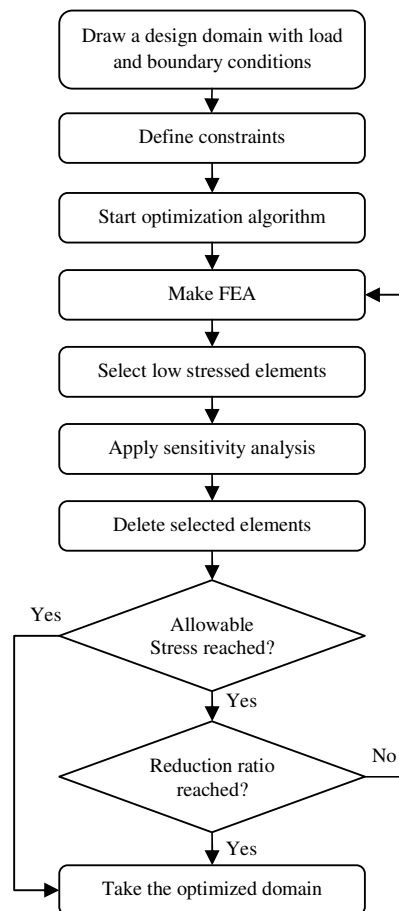 Draw a design domain with load
and boundary conditions
Define constraints
Start optimization algorithm
Make FEA
Select low stressed elements
Apply sensitivity analysis
Delete selected elements
Yes
Allowable
Stress reached?
Yes
Reduction ratio
reached?
No
Yes
Take the optimized domain